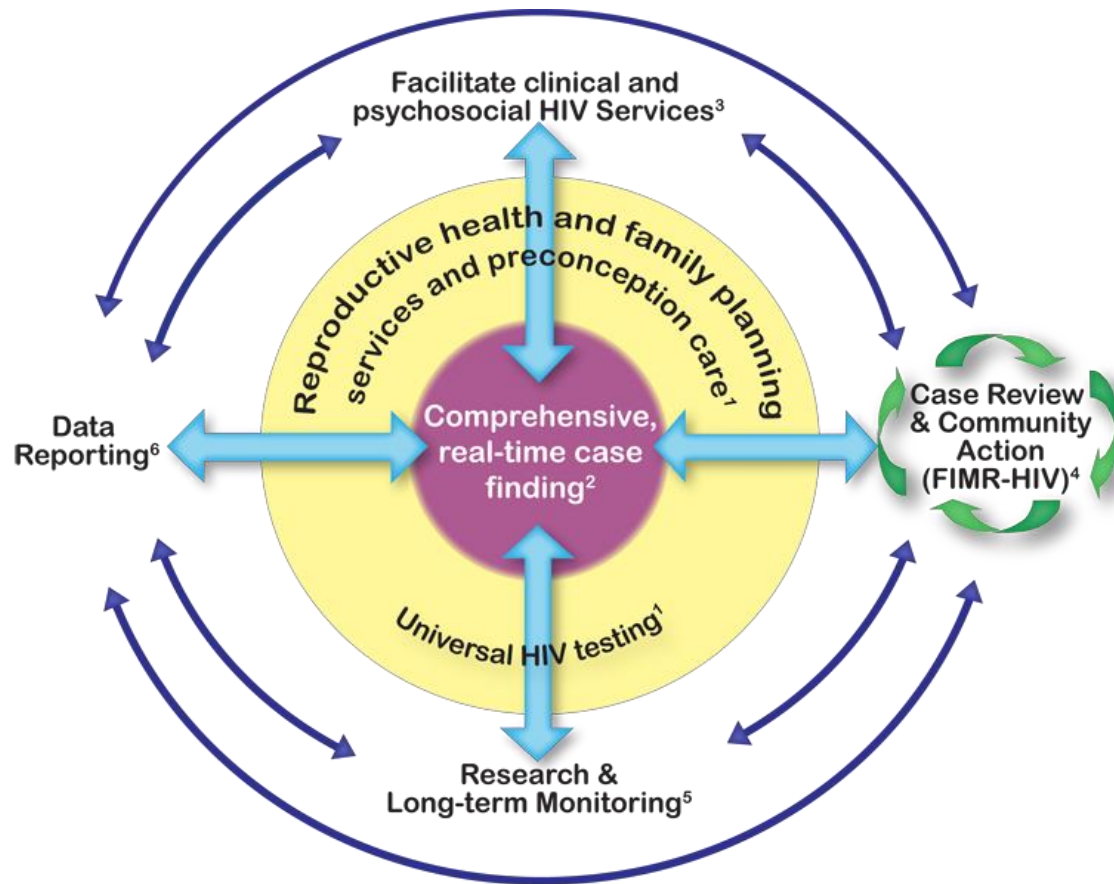 Facilitate clinical and
psychosocial HIV Services³
Reproductive health and family planning
services and preconception care¹
Comprehensive,
real-time case
finding²
Data
Reporting⁶
Case Review
& Community
Action
(FIMR-HIV)⁴
Universal HIV testing¹
Research &
Long-term Monitoring⁵